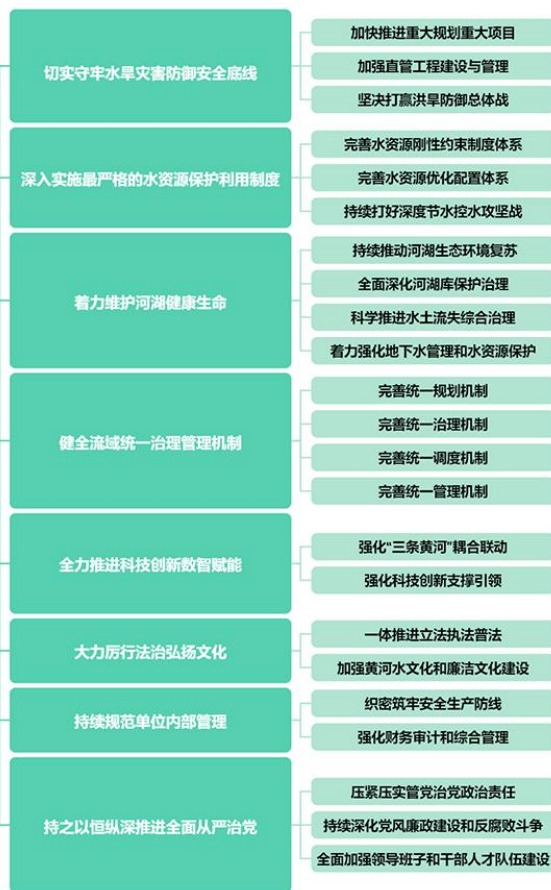 切实守牢水旱灾害防御安全底线
加快推进重大规划重大项目
加强直管工程建设与管理
坚决打赢洪旱防御总体战
深入实施最严格的水资源保护利用制度
完善水资源刚性约束制度体系
完善水资源优化配置体系
持续打好深度节水控水攻坚战
着力维护河湖健康生命
持续推动河湖生态环境复苏
全面深化河湖库保护治理
科学推进水土流失综合治理
着力强化地下水管理和水资源保护
健全流域统一治理管理机制
完善统一规划机制
完善统一治理机制
完善统一调度机制
完善统一管理机制
全力推进科技创新数智赋能
强化“三条黄河”耦合联动
强化科技创新支撑引领
大力厉行法治弘扬文化
一体推进立法执法普法
加强黄河水文化和廉洁文化建设
持续规范单位内部管理
织密筑牢安全生产防线
强化财务审计和综合管理
持之以恒纵深推进全面从严治党
压紧压实管党治党政治责任
持续深化党风廉政建设和反腐败斗争
全面加强领导班子和干部人才队伍建设